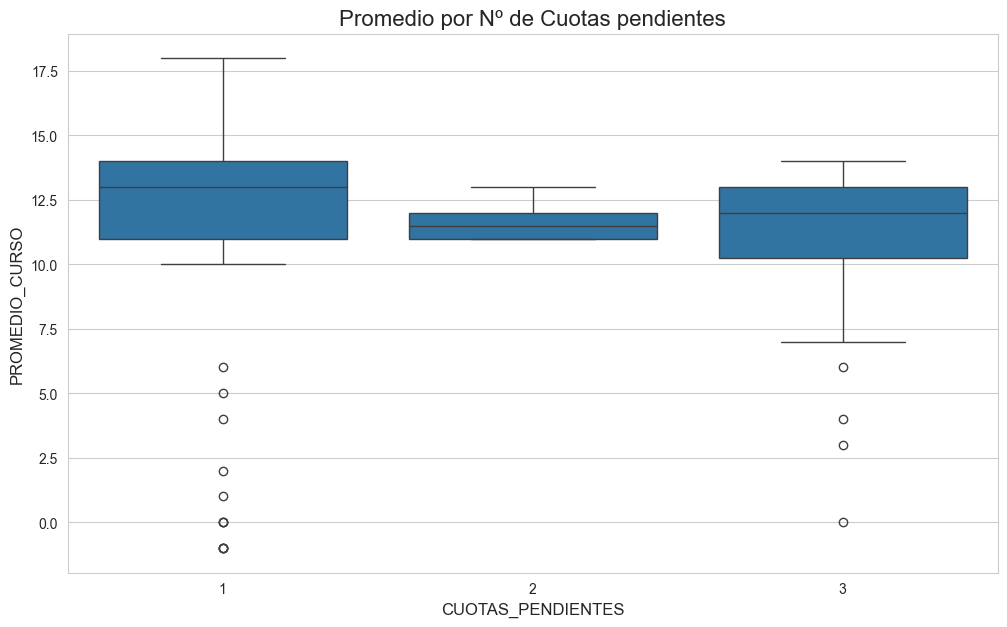 Promedio por Nº de Cuotas pendientes
PROMEDIO_CURSO
17.5
15.0
12.5
10.0
7.5
5.0
2.5
0.0
1 2 3
CUOTAS_PENDIENTES